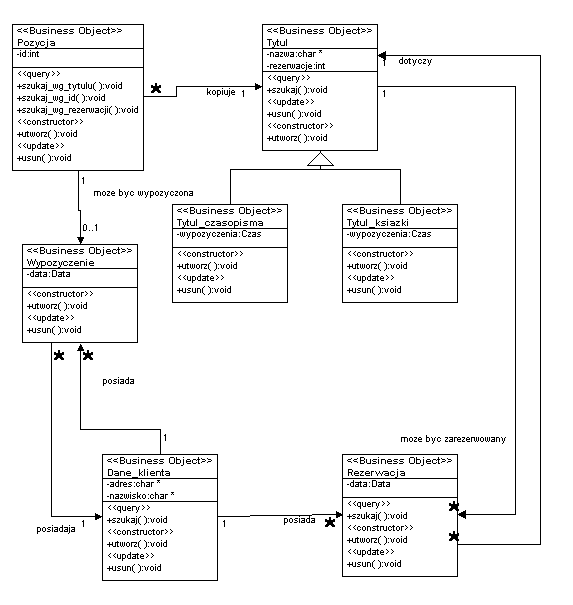 <<Business Object>>
Pozycja
-id:int
<<query>>
+szukaj_wg_tytulu( ):void
+szukaj_wg_id( ):void
+szukaj_wg_rezerwacji( ):void
<<constructor>>
+utworz( ):void
<<update>>
+usun( ):void
*
kopiuje
1
<<Business Object>>
Tytul
-nazwa:char *
-rezerwacje:int
<<query>>
+szukaj( ):void
<<update>>
+usun( ):void
<<constructor>>
+utworz( ):void
1
dotyczy
1
1
moze byc wypozyczona
0..1
<<Business Object>>
Tytul_czasopisma
-wypozyczenia:Czas
<<constructor>>
+utworz( ):void
<<update>>
+usun( ):void
<<Business Object>>
Tytul_ksiazki
-wypozyczenia:Czas
<<constructor>>
+utworz( ):void
<<update>>
+usun( ):void
<<Business Object>>
Wypozyczenie
-data:Data
<<constructor>>
+utworz( ):void
<<update>>
+usun( ):void
*
*
posiada
1
moze byc zarezerwowany
<<Business Object>>
Dane_klienta
-adres:char *
-nazwisko:char *
<<query>>
+szukaj( ):void
<<constructor>>
+utworz( ):void
<<update>>
+usun( ):void
posiadaja
1
1
posiada
*
<<Business Object>>
Rezerwacja
-data:Data
<<query>>
+szukaj( ):void
<<constructor>>
+utworz( ):void
<<update>>
+usun( ):void
*
*